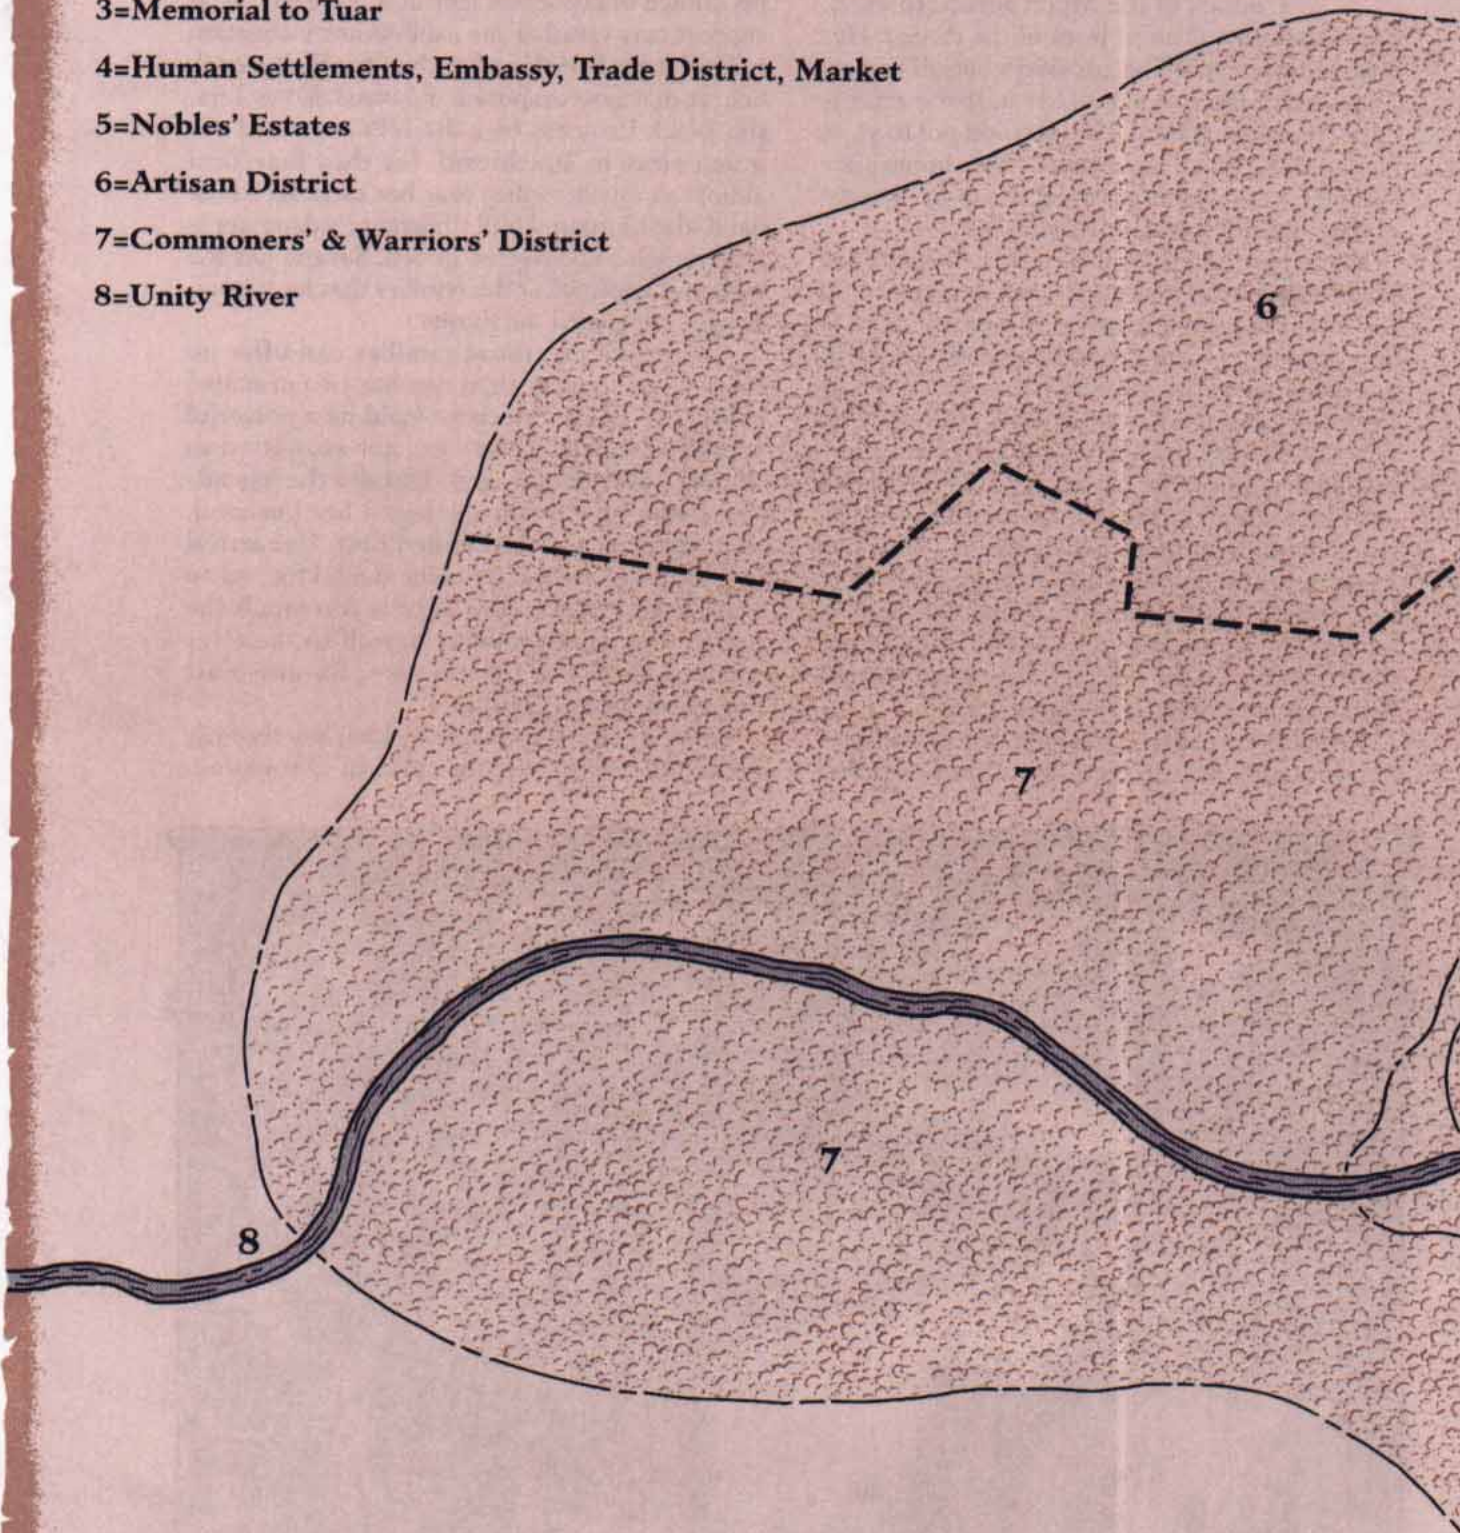 3=Memorial to Tuar
4=Human Settlements, Embassy, Trade District, Market
5=Nobles' Estates
6=Artisan District
7=Commoners' & Warriors' District
8=Unity River
6
7
7
8